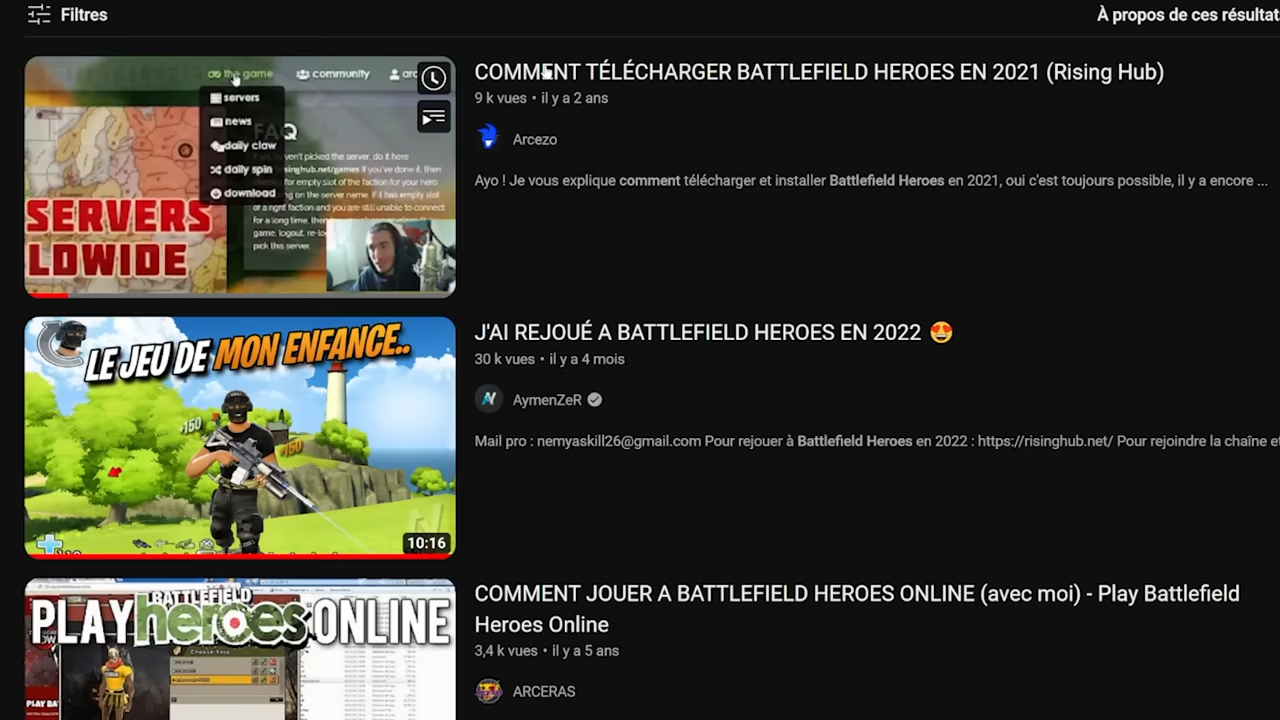 Filtres
À propos de ces résultat
the game
community
servers
news
daily claw
daily spin
download
FAQ
SERVERS
LDWIDE
COMMENT TÉLÉCHARGER BATTLEFIELD HEROES EN 2021 (Rising Hub)
9 k vues • il y a 2 ans
Arcezo
Ayo ! Je vous explique comment télécharger et installer Battlefield Heroes en 2021, oui c'est toujours possible, il y a encore ...
LE JEU DE MON ENFANCE..
+150
+150
10:16
J'AI REJOUÉ A BATTLEFIELD HEROES EN 2022 😍
30 k vues • il y a 4 mois
AymenZeR
Mail pro : nemyaskill26@gmail.com Pour rejouer à Battlefield Heroes en 2022 : https://risinghub.net/ Pour rejoindre la chaîne et
BATTLEFIELD
PLAY heroes ONLINE
COMMENT JOUER A BATTLEFIELD HEROES ONLINE (avec moi) - Play Battlefield
Heroes Online
3,4 k vues • il y a 5 ans
ARCERAS